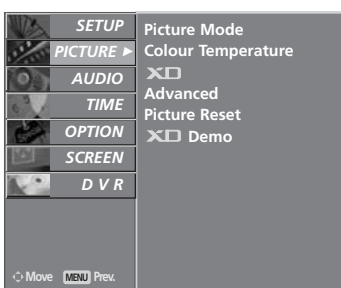 SETUP
PICTURE ►
AUDIO
TIME
OPTION
SCREEN
D V R
Move MENU Prev.
Picture Mode
Colour Temperature
XD
Advanced
Picture Reset
XD Demo